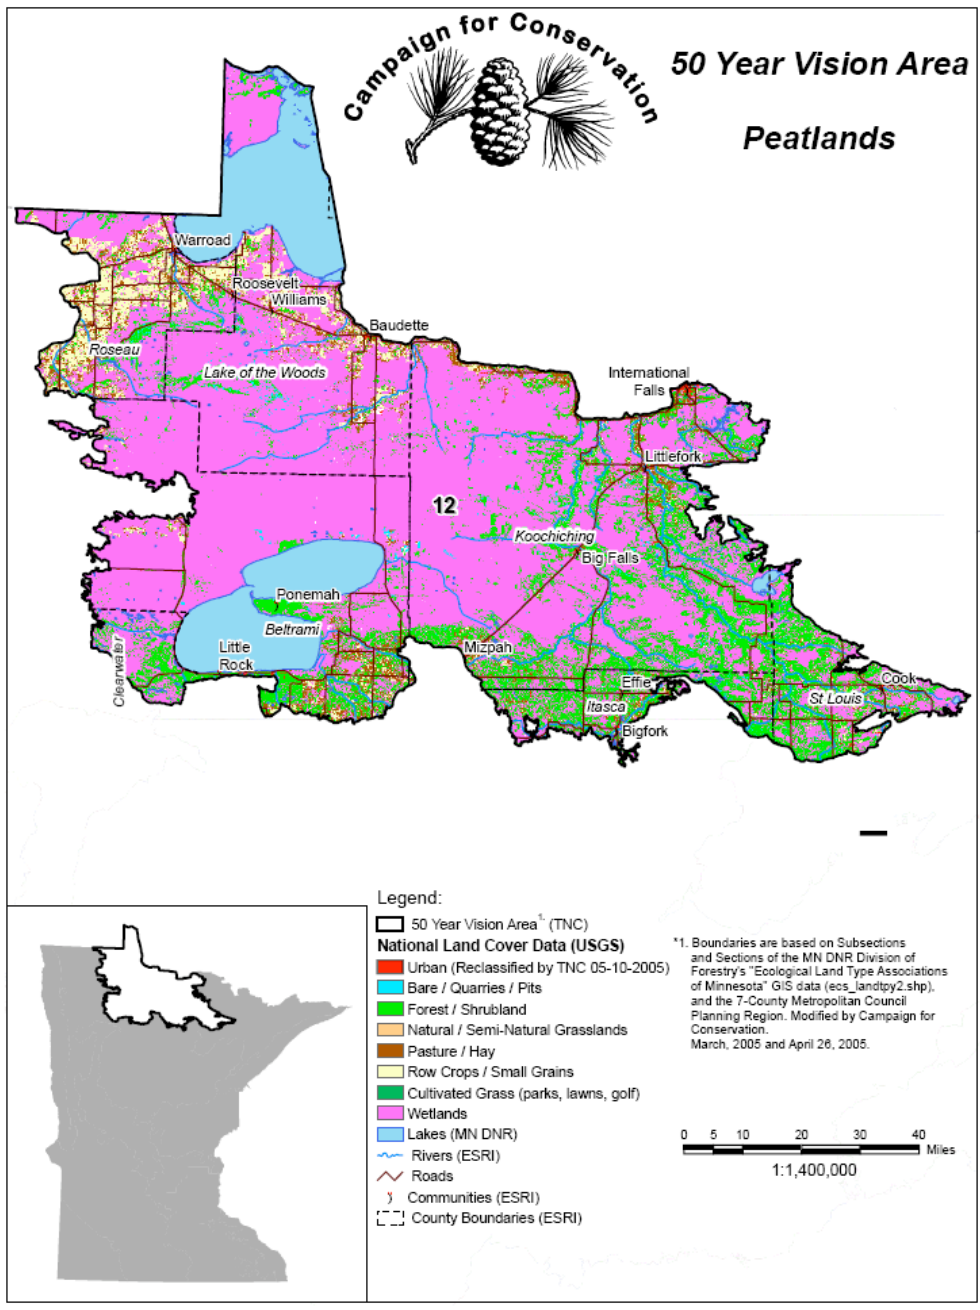 Campaign for Conservation
50 Year Vision Area
Peatlands
Warroad
Roosevelt
Williams
Baudette
Roseau
Lake of the Woods
International
Falls
Littlefork
12
Koochiching
Big Falls
Ponemah
Beltrami
Little
Rock
Clearwater
Mizpah
Effie
Itasca
Bigfork
Cook
St Louis
Legend:
50 Year Vision Area1. (TNC)
National Land Cover Data (USGS)
Urban (Reclassified by TNC 05-10-2005)
Bare / Quarries / Pits
Forest / Shrubland
Natural / Semi-Natural Grasslands
Pasture / Hay
Row Crops / Small Grains
Cultivated Grass (parks, lawns, golf)
Wetlands
Lakes (MN DNR)
Rivers (ESRI)
Roads
Communities (ESRI)
County Boundaries (ESRI)
*1. Boundaries are based on Subsections
and Sections of the MN DNR Division of
Forestry's "Ecological Land Type Associations
of Minnesota" GIS data (ecs_landtpy2.shp),
and the 7-County Metropolitan Council
Planning Region. Modified by Campaign for
Conservation.
March, 2005 and April 26, 2005.
0 5 10 20 30 40
Miles
1:1,400,000